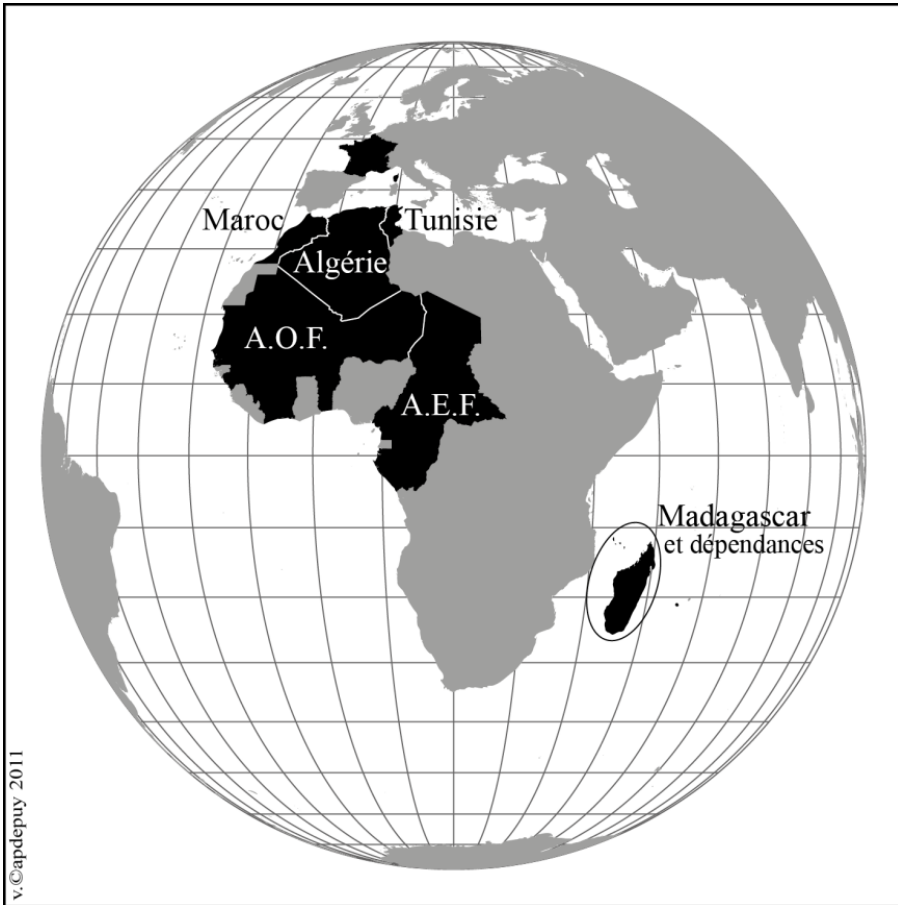 Maroc
Tunisie
Algérie
A.O.F.
A.E.F.
Madagascar
et dépendances
v.©apdepuy 2011